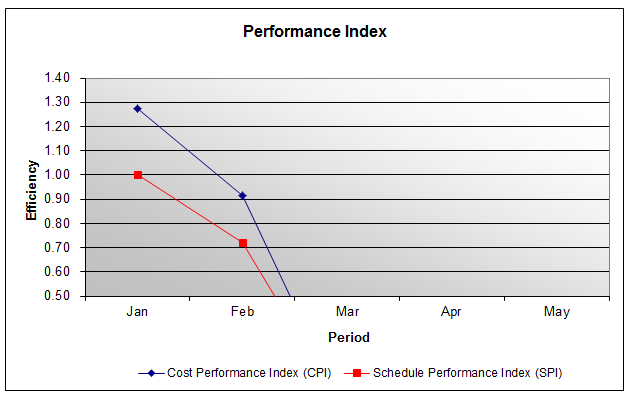 Performance Index
1.40
1.30
1.20
1.10
1.00
0.90
0.80
0.70
0.60
0.50
Efficiency
Jan Feb Mar Apr May
Period
Cost Performance Index (CPI) Schedule Performance Index (SPI)